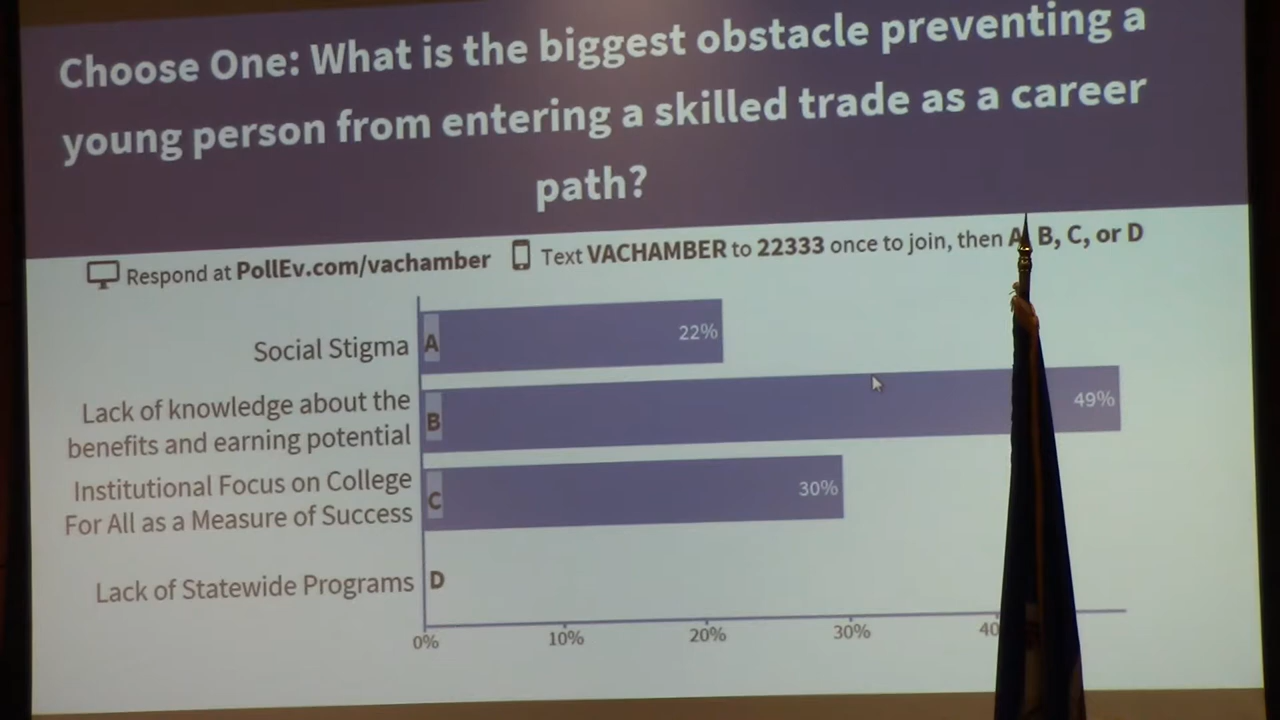 Choose One: What is the biggest obstacle preventing a
young person from entering a skilled trade as a career
path?
Respond at PollEv.com/vachamber Text VACHAMBER to 22333 once to join, then A, B, C, or D
Social Stigma A 22%
Lack of knowledge about the
benefits and earning potential B 49%
Institutional Focus on College
For All as a Measure of Success C 30%
Lack of Statewide Programs D
0% 10% 20% 30% 40